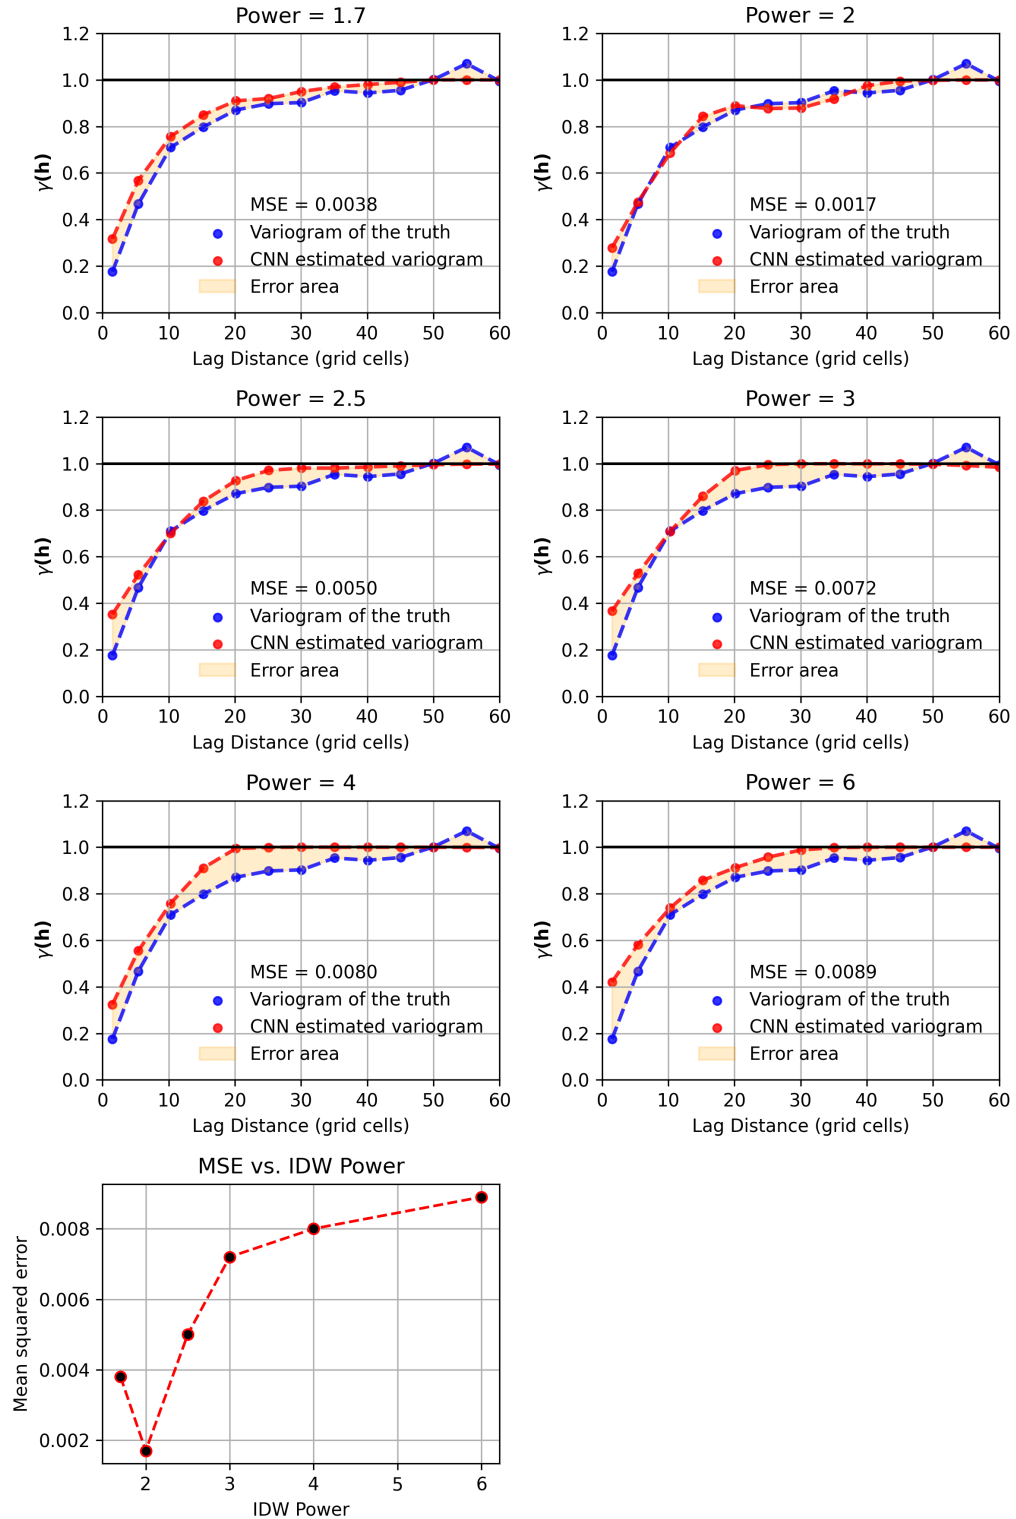 Power = 1.7
1.2
1.0
0.8
0.6
0.4
0.2
0.0
γ(h)
MSE = 0.0038
Variogram of the truth
CNN estimated variogram
Error area
0 10 20 30 40 50 60
Lag Distance (grid cells)
Power = 2
1.2
1.0
0.8
0.6
0.4
0.2
0.0
γ(h)
MSE = 0.0017
Variogram of the truth
CNN estimated variogram
Error area
0 10 20 30 40 50 60
Lag Distance (grid cells)
Power = 2.5
1.2
1.0
0.8
0.6
0.4
0.2
0.0
γ(h)
MSE = 0.0050
Variogram of the truth
CNN estimated variogram
Error area
0 10 20 30 40 50 60
Lag Distance (grid cells)
Power = 3
1.2
1.0
0.8
0.6
0.4
0.2
0.0
γ(h)
MSE = 0.0072
Variogram of the truth
CNN estimated variogram
Error area
0 10 20 30 40 50 60
Lag Distance (grid cells)
Power = 4
1.2
1.0
0.8
0.6
0.4
0.2
0.0
γ(h)
MSE = 0.0080
Variogram of the truth
CNN estimated variogram
Error area
0 10 20 30 40 50 60
Lag Distance (grid cells)
Power = 6
1.2
1.0
0.8
0.6
0.4
0.2
0.0
γ(h)
MSE = 0.0089
Variogram of the truth
CNN estimated variogram
Error area
0 10 20 30 40 50 60
Lag Distance (grid cells)
MSE vs. IDW Power
0.008
0.006
0.004
0.002
Mean squared error
2 3 4 5 6
IDW Power